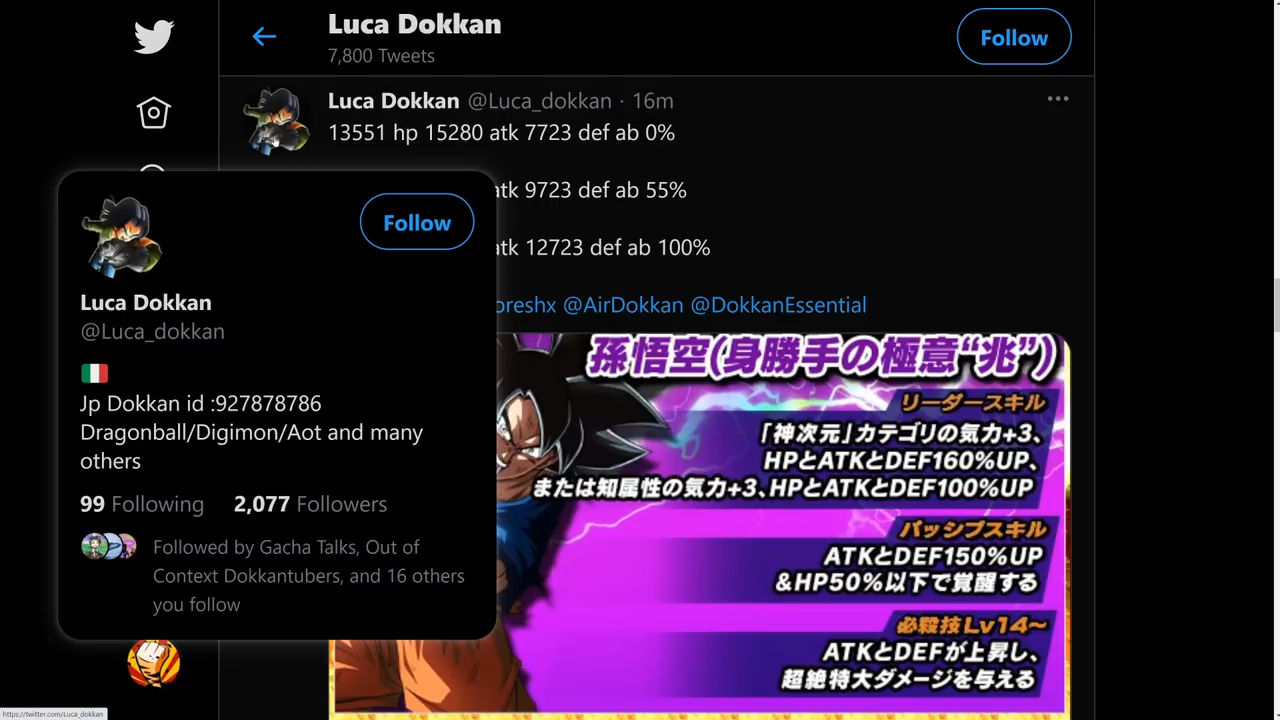 Luca Dokkan
7,800 Tweets
Follow
Luca Dokkan @Luca_dokkan · 16m
13551 hp 15280 atk 7723 def ab 0%
atk 9723 def ab 55%
atk 12723 def ab 100%
oreshx @AirDokkan @DokkanEssential
Follow
Luca Dokkan
@Luca_dokkan
Jp Dokkan id :927878786
Dragonball/Digimon/Aot and many
others
99 Following 2,077 Followers
Followed by Gacha Talks, Out of
Context Dokkantubers, and 16 others
you follow
孫悟空(身勝手の極意“兆”)
リーダースキル
「神次元」カテゴリの気力+3、
HPとATKとDEF160%UP、
または知属性の気力+3、HPとATKとDEF100%UP
パッシブスキル
ATKとDEF150%UP
&HP50%以下で覚醒する
必殺技Lv14~
ATKとDEFが上昇し、
超絶特大ダメージを与える
https://twitter.com/Luca_dokkan